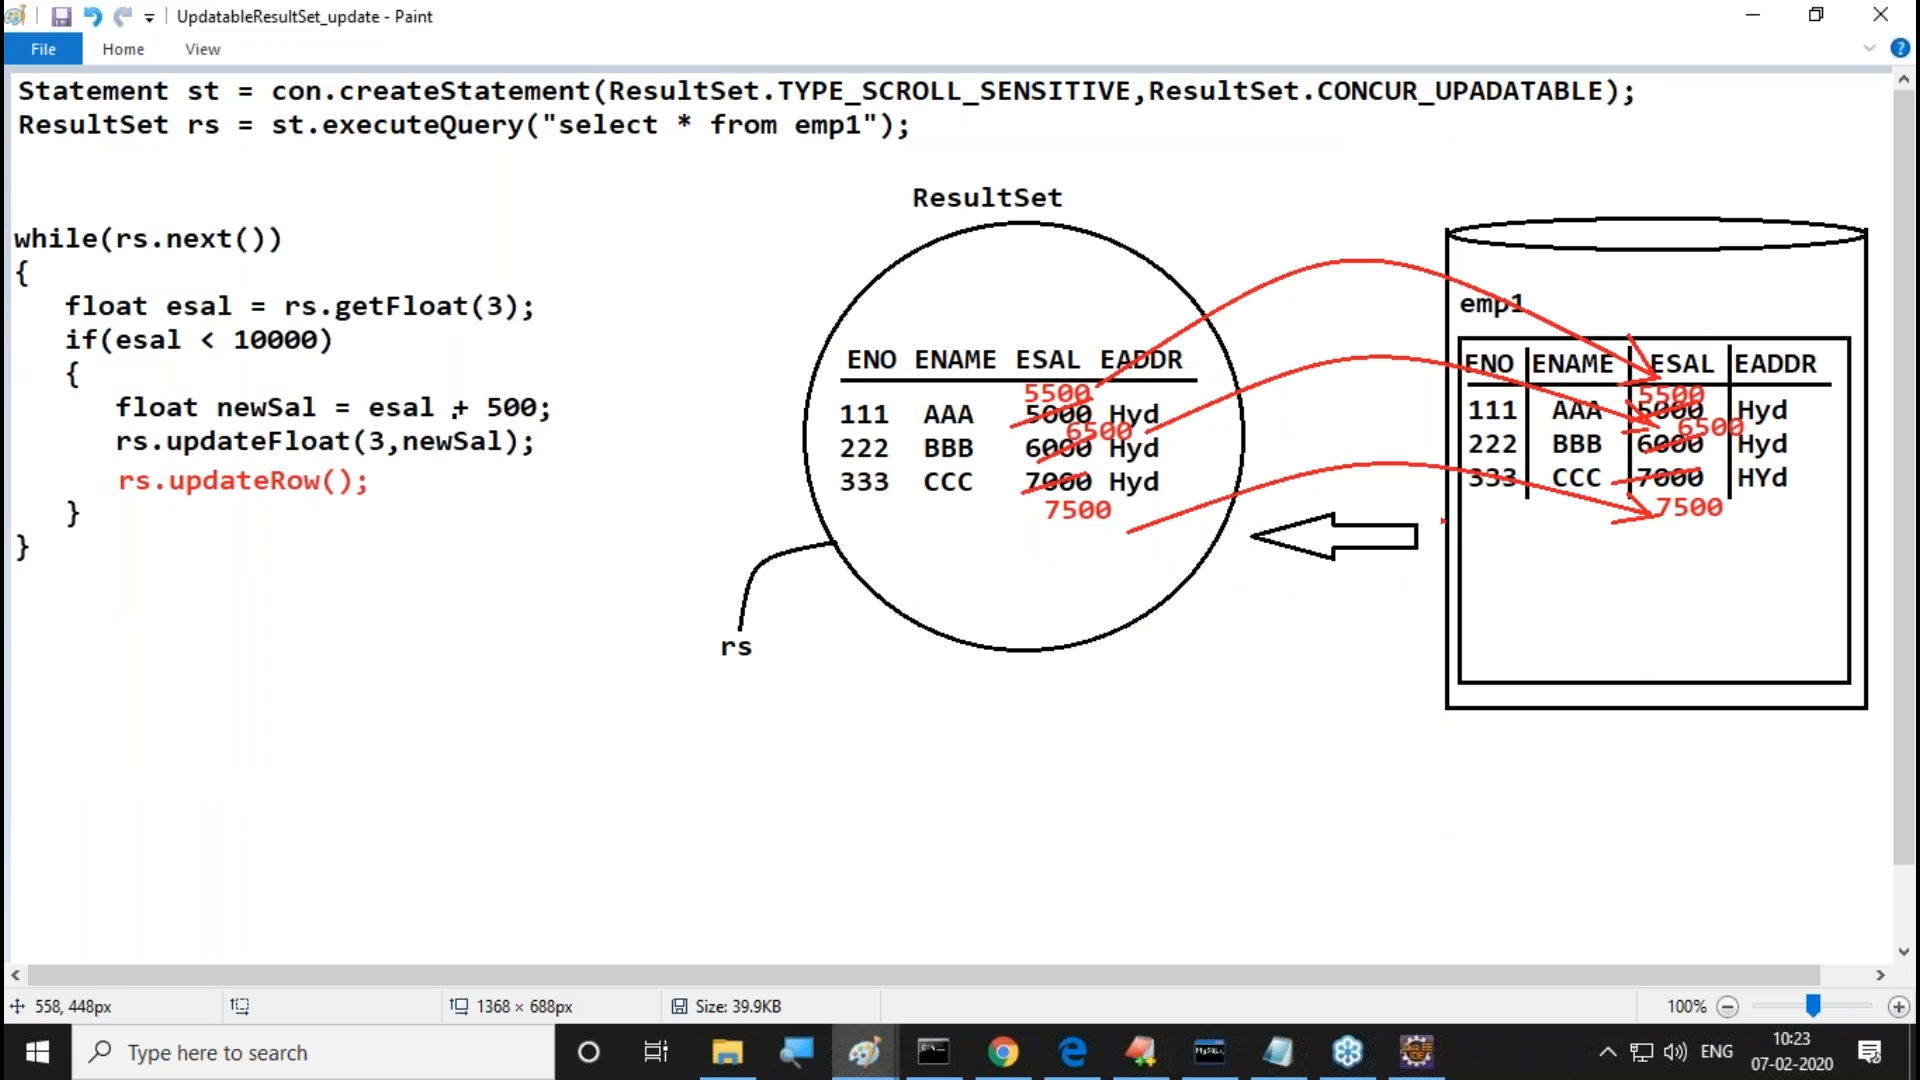 UpdatableResultSet_update - Paint
File Home View
Statement st = con.createStatement(ResultSet.TYPE_SCROLL_SENSITIVE,ResultSet.CONCUR_UPADATABLE);
ResultSet rs = st.executeQuery("select * from emp1");
while(rs.next())
{
float esal = rs.getFloat(3);
if(esal < 10000)
{
float newSal = esal + 500;
rs.updateFloat(3,newSal);
rs.updateRow();
}
}
ResultSet
ENO ENAME ESAL EADDR
5500
111 AAA 5000 Hyd
6500
222 BBB 6000 Hyd
333 CCC 7000 Hyd
7500
rs
emp1
ENO ENAME ESAL EADDR
5500
111 AAA 5000 Hyd
6500
222 BBB 6000 Hyd
333 CCC 7000 HYd
7500
558, 448px
1368 × 688px
Size: 39.9KB
100%
Type here to search
ENG
10:23
07-02-2020